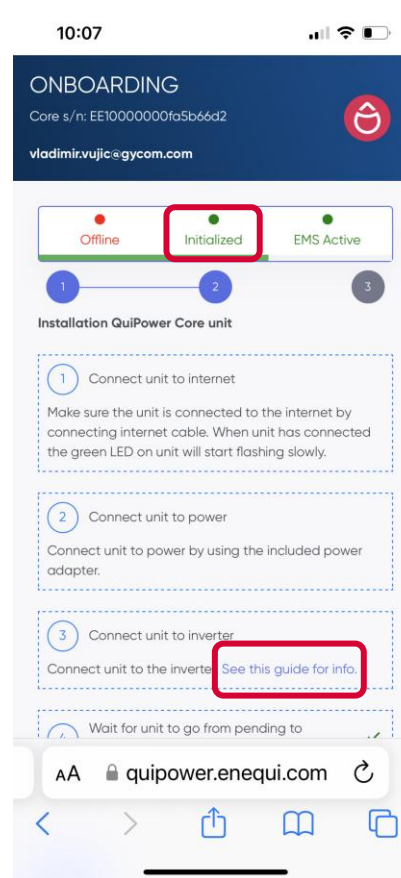 10:07
ONBOARDING
Core s/n: EE10000000fa5b66d2
vladimir.vujic@gycom.com
Offline Initialized EMS Active
1 2 3
Installation QuiPower Core unit
1 Connect unit to internet
Make sure the unit is connected to the internet by
connecting internet cable. When unit has connected
the green LED on unit will start flashing slowly.
2 Connect unit to power
Connect unit to power by using the included power
adapter.
3 Connect unit to inverter
Connect unit to the inverte See this guide for info.
4 Wait for unit to go from pending to
AA quipower.enequi.com